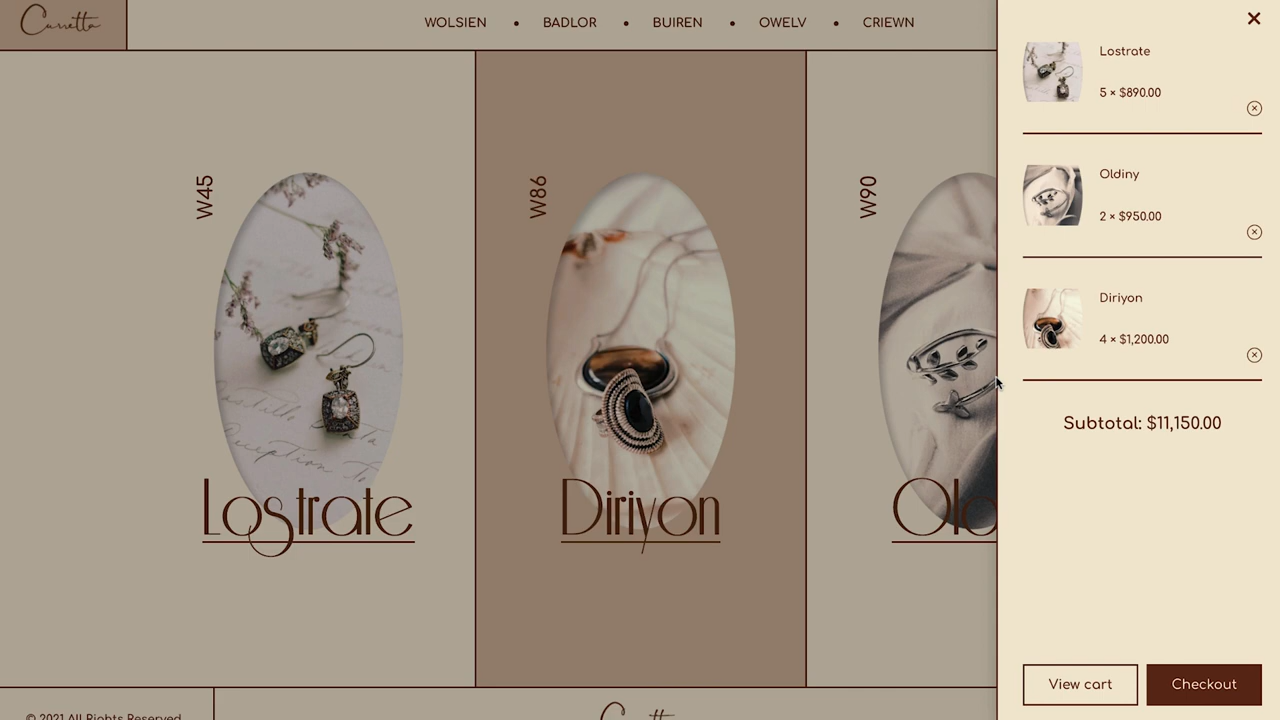 Curretta
WOLSIEN • BADLOR • BUIREN • OWELV • CRIEWN
W45
Lostrate
W86
Diriyon
W90
Lostrate
5 × $890.00
Oldiny
2 × $950.00
Diriyon
4 × $1,200.00
Subtotal: $11,150.00
View cart
Checkout
© 2021 All Rights Reserved